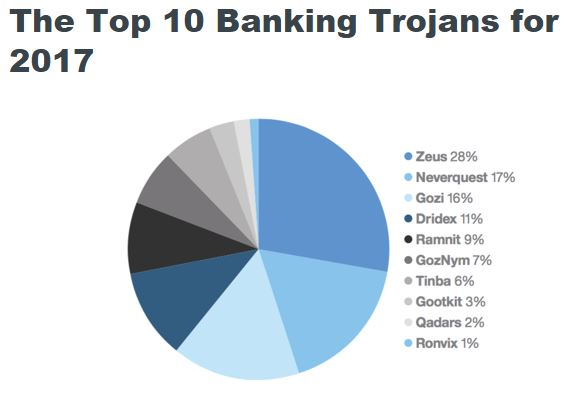 The Top 10 Banking Trojans for
2017
Zeus 28%
Neverquest 17%
Gozi 16%
Dridex 11%
Ramnit 9%
GozNym 7%
Tinba 6%
Gootkit 3%
Qadars 2%
Ronvix 1%